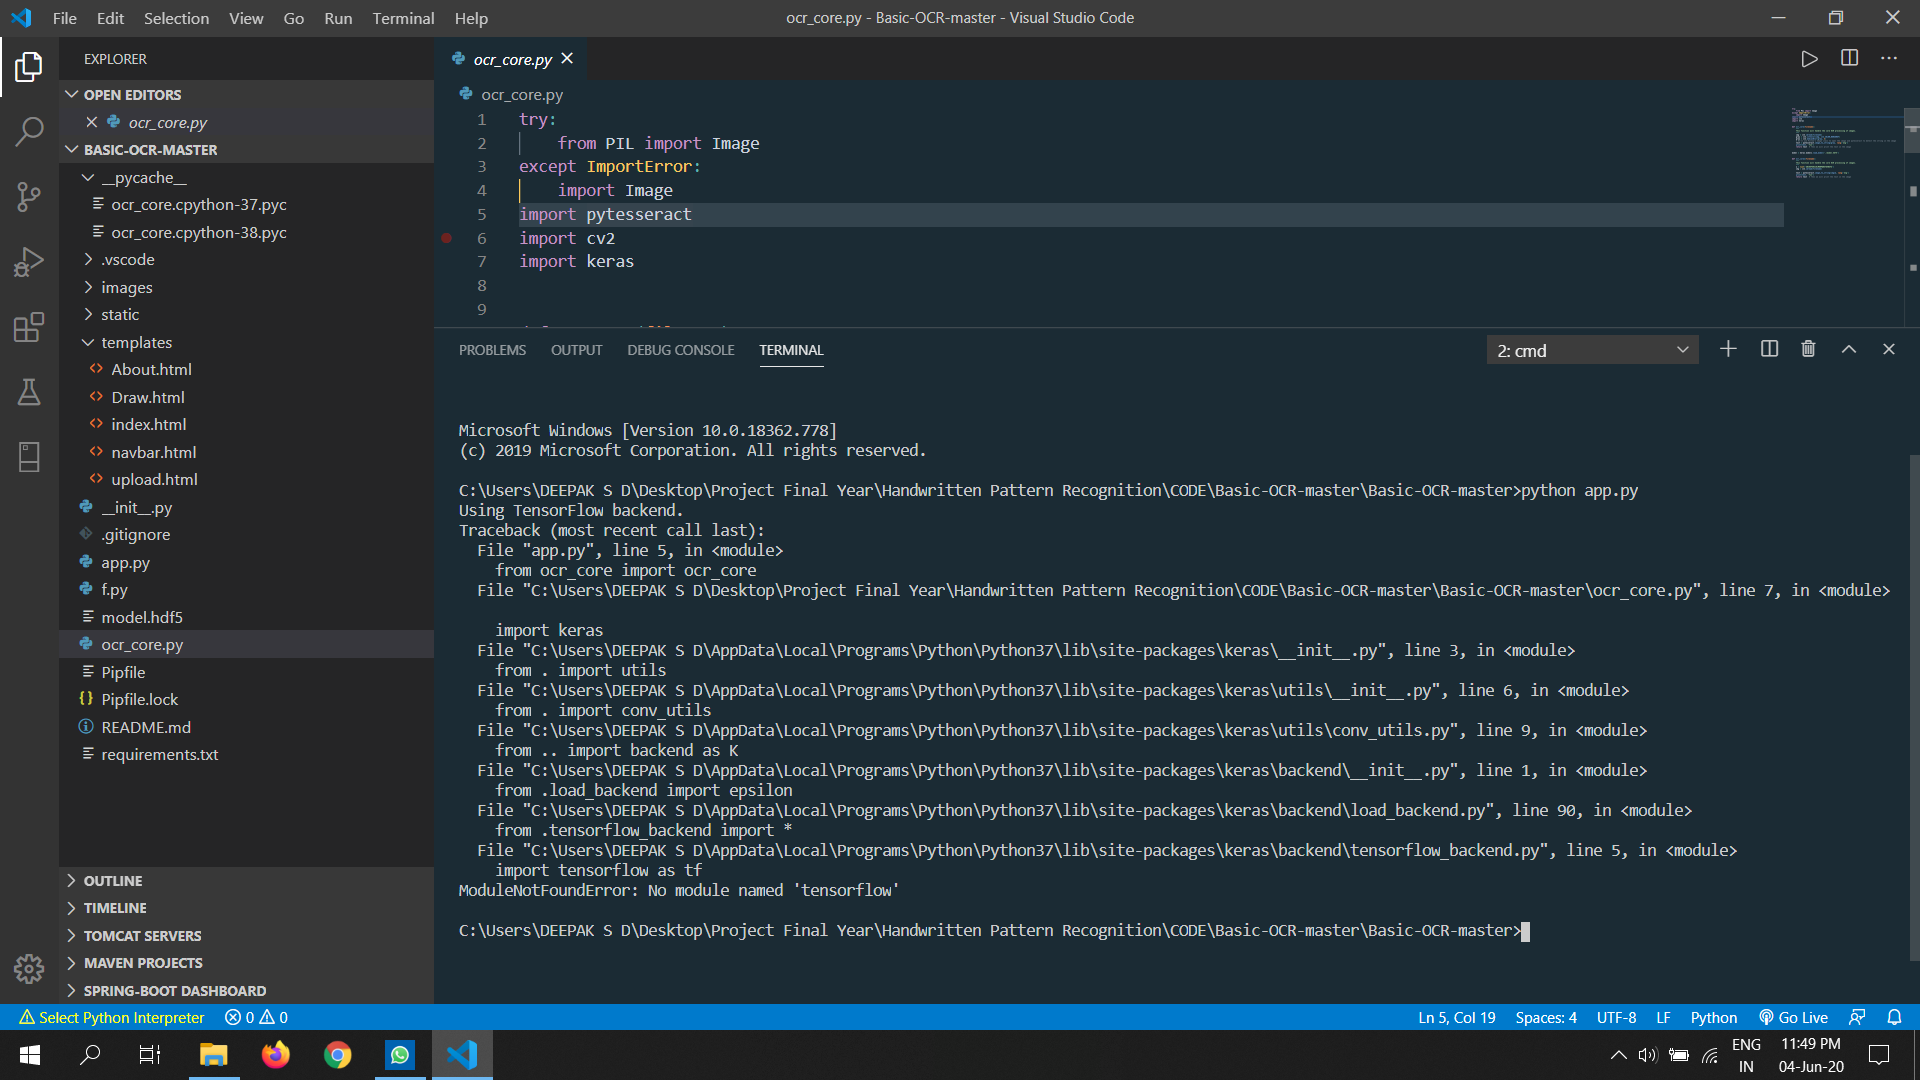 File Edit Selection View Go Run Terminal Help
ocr_core.py - Basic-OCR-master - Visual Studio Code
EXPLORER
OPEN EDITORS
ocr_core.py
BASIC-OCR-MASTER
__pycache__
ocr_core.cpython-37.pyc
ocr_core.cpython-38.pyc
.vscode
images
static
templates
About.html
Draw.html
index.html
navbar.html
upload.html
__init__.py
.gitignore
app.py
f.py
model.hdf5
ocr_core.py
Pipfile
Pipfile.lock
README.md
requirements.txt
OUTLINE
TIMELINE
TOMCAT SERVERS
MAVEN PROJECTS
SPRING-BOOT DASHBOARD
ocr_core.py
ocr_core.py
1 try:
2 from PIL import Image
3 except ImportError:
4 import Image
5 import pytesseract
6 import cv2
7 import keras
8
9
PROBLEMS OUTPUT DEBUG CONSOLE TERMINAL
2: cmd
Microsoft Windows [Version 10.0.18362.778]
(c) 2019 Microsoft Corporation. All rights reserved.
C:\Users\DEEPAK S D\Desktop\Project Final Year\Handwritten Pattern Recognition\CODE\Basic-OCR-master\Basic-OCR-master>python app.py
Using TensorFlow backend.
Traceback (most recent call last):
File "app.py", line 5, in <module>
from ocr_core import ocr_core
File "C:\Users\DEEPAK S D\Desktop\Project Final Year\Handwritten Pattern Recognition\CODE\Basic-OCR-master\Basic-OCR-master\ocr_core.py", line 7, in <module>
import keras
File "C:\Users\DEEPAK S D\AppData\Local\Programs\Python\Python37\lib\site-packages\keras\__init__.py", line 3, in <module>
from . import utils
File "C:\Users\DEEPAK S D\AppData\Local\Programs\Python\Python37\lib\site-packages\keras\utils\__init__.py", line 6, in <module>
from . import conv_utils
File "C:\Users\DEEPAK S D\AppData\Local\Programs\Python\Python37\lib\site-packages\keras\utils\conv_utils.py", line 9, in <module>
from .. import backend as K
File "C:\Users\DEEPAK S D\AppData\Local\Programs\Python\Python37\lib\site-packages\keras\backend\__init__.py", line 1, in <module>
from .load_backend import epsilon
File "C:\Users\DEEPAK S D\AppData\Local\Programs\Python\Python37\lib\site-packages\keras\backend\load_backend.py", line 90, in <module>
from .tensorflow_backend import *
File "C:\Users\DEEPAK S D\AppData\Local\Programs\Python\Python37\lib\site-packages\keras\backend\tensorflow_backend.py", line 5, in <module>
import tensorflow as tf
ModuleNotFoundError: No module named 'tensorflow'
C:\Users\DEEPAK S D\Desktop\Project Final Year\Handwritten Pattern Recognition\CODE\Basic-OCR-master\Basic-OCR-master>
Select Python Interpreter 0 0
Ln 5, Col 19 Spaces: 4 UTF-8 LF Python Go Live
ENG
IN
11:49 PM
04-Jun-20